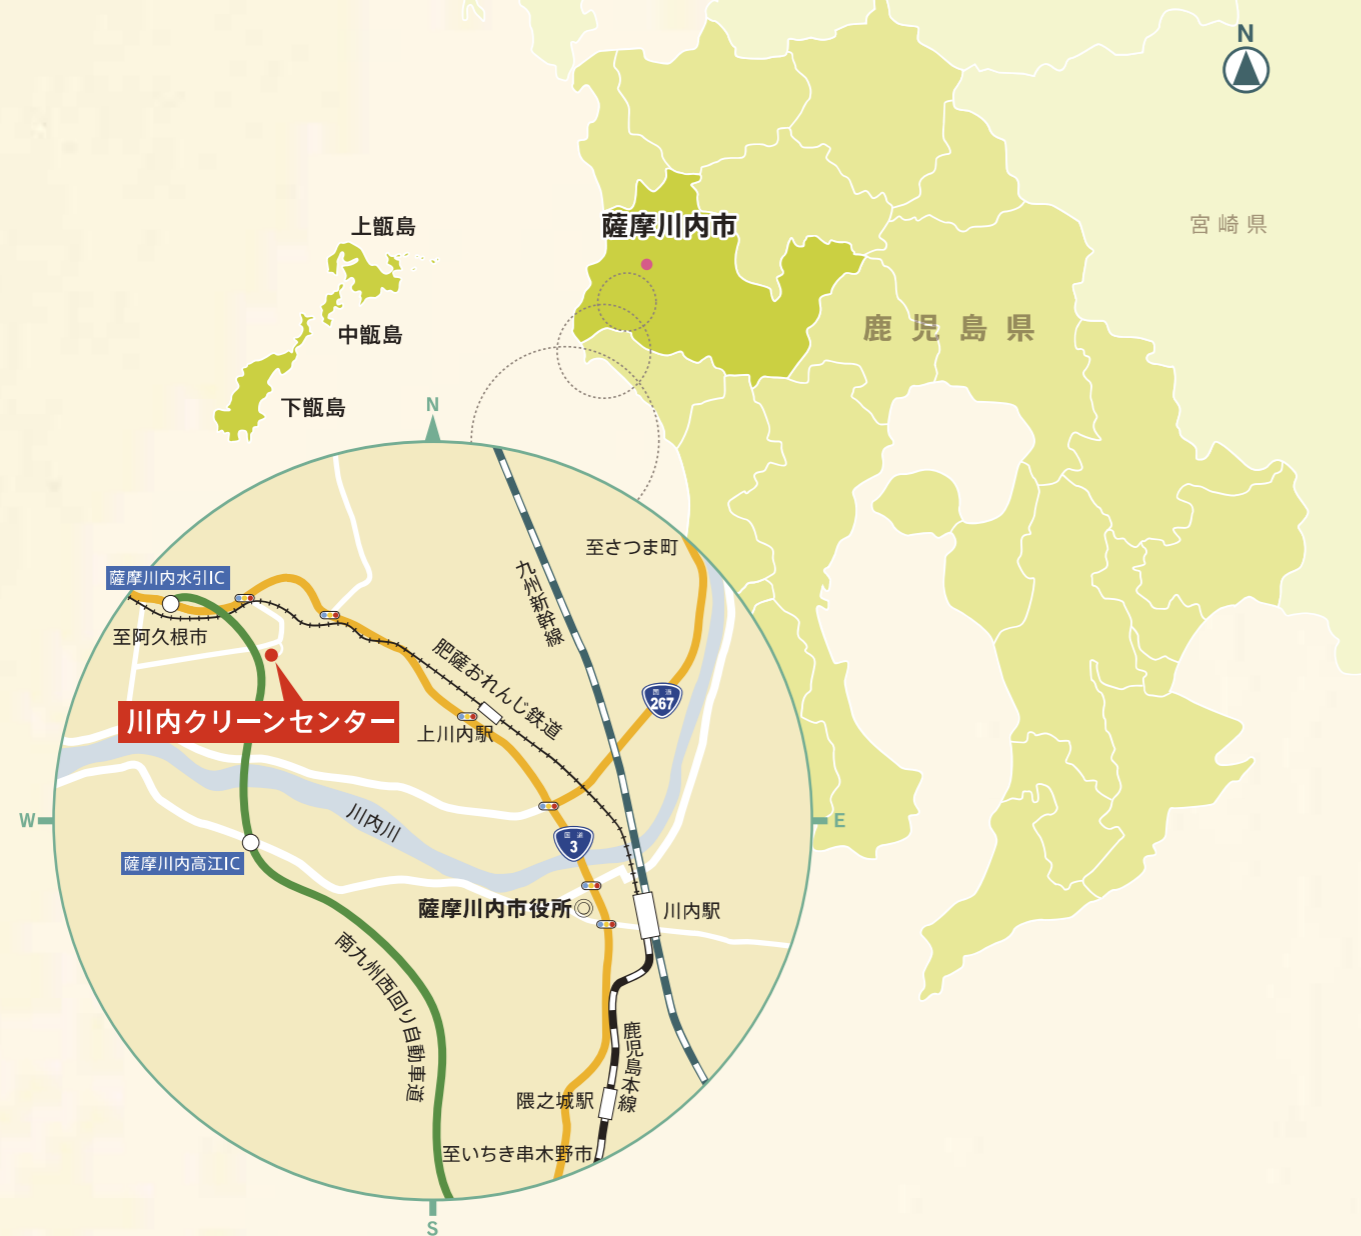 N
宮崎県
上甑島
薩摩川内市
中甑島
鹿児島県
下甑島
N
至さつま町
九州新幹線
薩摩川内水引IC
至阿久根市
肥薩おれんじ鉄道
国道
267
川内クリーンセンター
上川内駅
W
川内川
国道
3
E
薩摩川内高江IC
薩摩川内市役所◎
川内駅
南九州西回り自動車道
鹿児島本線
隈之城駅
至いちき串木野市
S